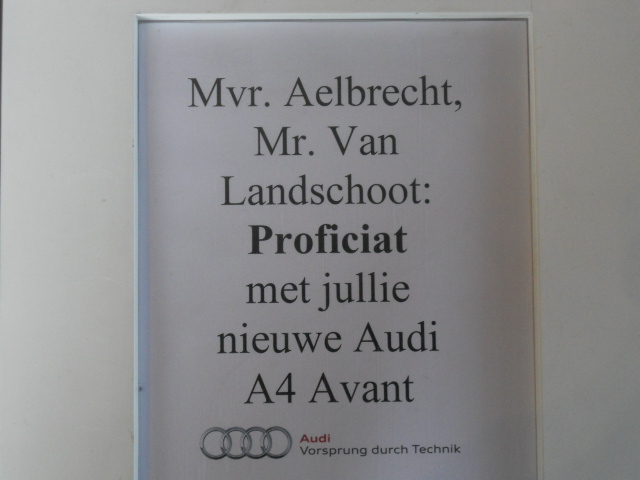 Mvr. Aelbrecht,
Mr. Van
Landschoot:
Proficiat
met jullie
nieuwe Audi
A4 Avant
Audi
Vorsprung durch Technik